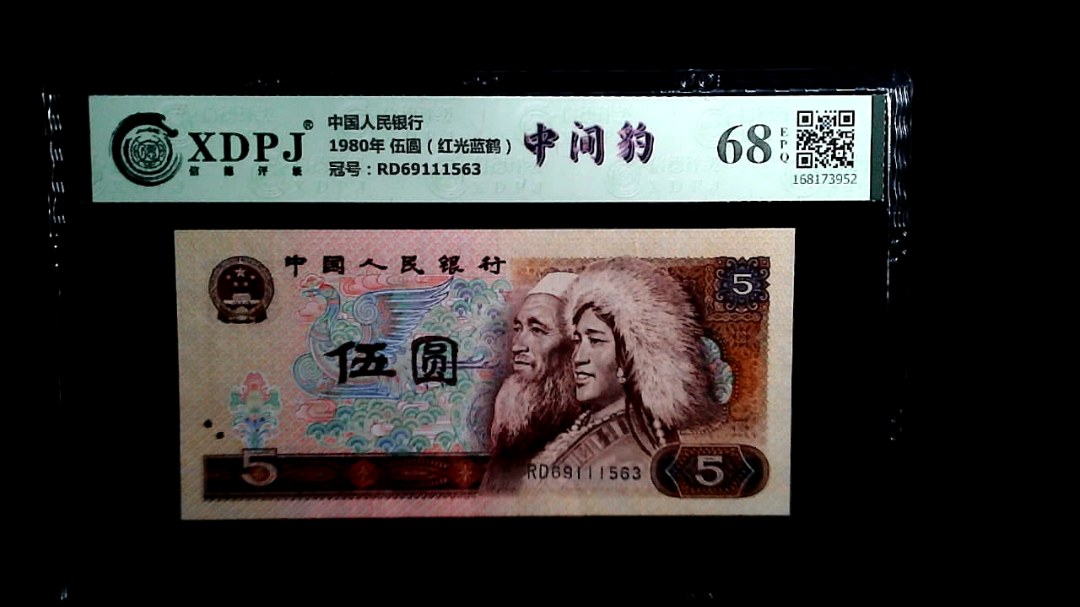 XDPJ®
信德评级
中国人民银行
1980年 伍圆（红光蓝鹤）
冠号：RD69111563
中间豹
68
EPQ
168173952
中国人民银行
5
伍圆
5
RD69111563
5